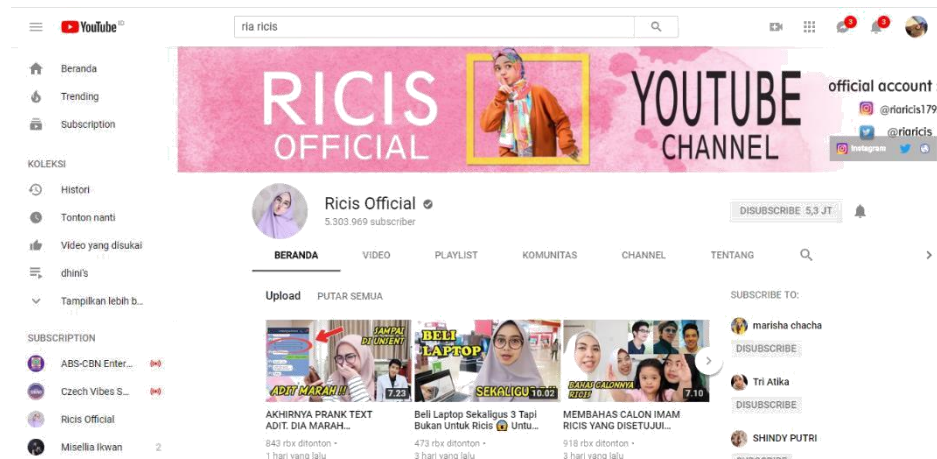 YouTube ID
ria ricis
3
3
Beranda
Trending
Subscription
KOLEKSI
Histori
Tonton nanti
Video yang disukai
dhini's
Tampilkan lebih b...
SUBSCRIPTION
ABS-CBN Enter...
Czech Vibes S...
Ricis Official
Misellia Ikwan 2
RICIS
OFFICIAL
YOUTUBE
CHANNEL
official account
@riaricis179
@riaricis
Instagram
Ricis Official
5.303.969 subscriber
DISUBSCRIBE 5,3 JT
BERANDA VIDEO PLAYLIST KOMUNITAS CHANNEL TENTANG
Upload PUTAR SEMUA
SAMPAI
DI UNSENT
ADIT MARAH !!
7.23
AKHIRNYA PRANK TEXT
ADIT. DIA MARAH...
843 rbx ditonton •
1 hari yang lalu
BELI
LAPTOP
10.02
Beli Laptop Sekaligus 3 Tapi
Bukan Untuk Ricis 😱 Untu...
473 rbx ditonton •
3 hari yang lalu
BAHAS CALONNYA
RICIS
7.10
MEMBAHAS CALON IMAM
RICIS YANG DISETUJUI...
918 rbx ditonton •
3 hari yang lalu
SUBSCRIBE TO:
marisha chacha
DISUBSCRIBE
Tri Atika
DISUBSCRIBE
SHINDY PUTRI